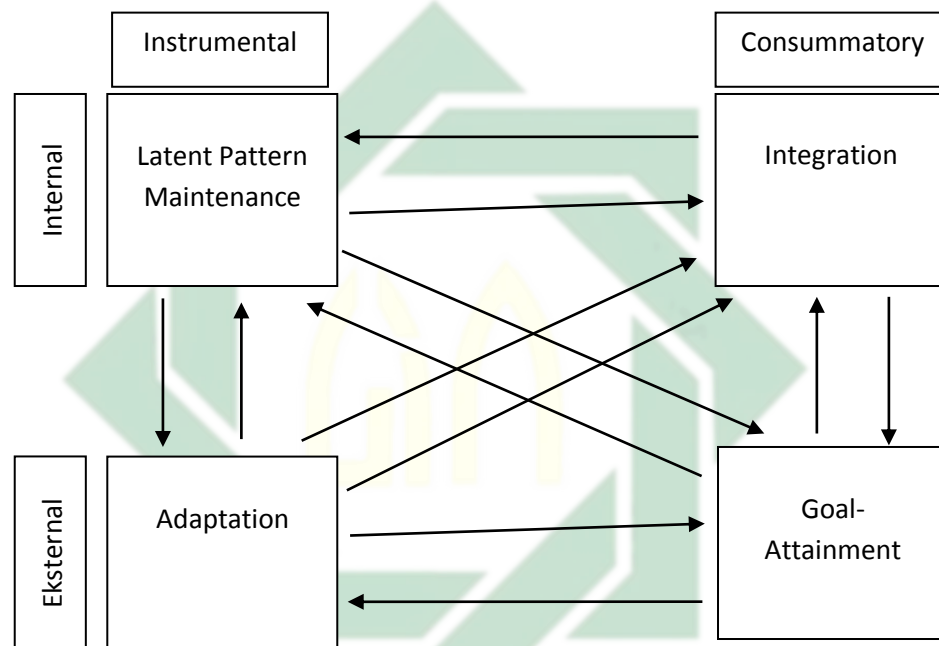 Instrumental
Consummatory
Internal
Latent Pattern
Maintenance
Integration
Eksternal
Adaptation
Goal-
Attainment